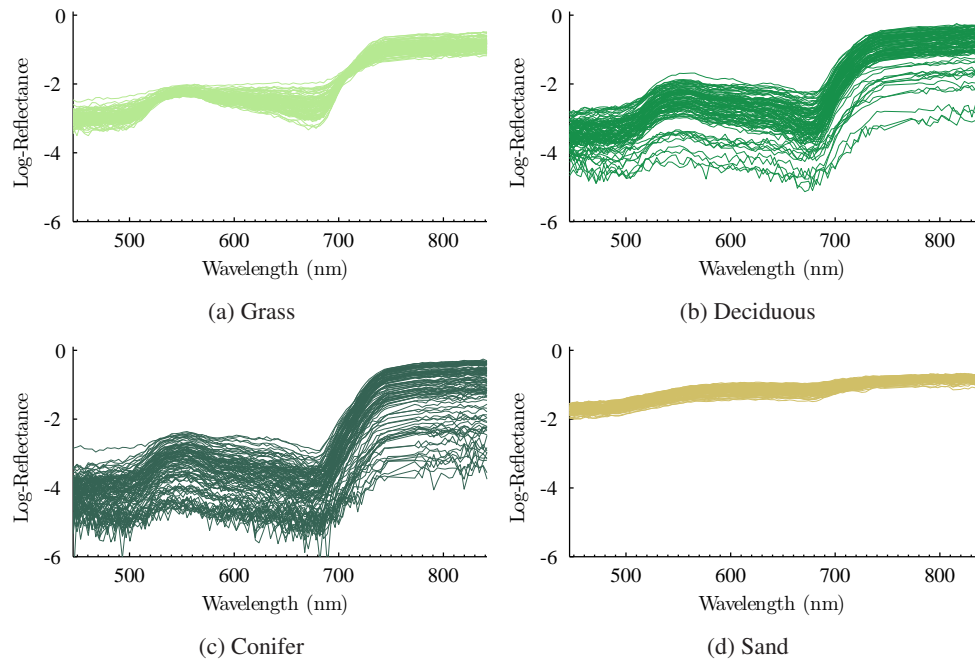 0
-2
-4
-6
Log-Reflectance
500 600 700 800
Wavelength (nm)
(a) Grass
0
-2
-4
-6
Log-Reflectance
500 600 700 800
Wavelength (nm)
(b) Deciduous
0
-2
-4
-6
Log-Reflectance
500 600 700 800
Wavelength (nm)
(c) Conifer
0
-2
-4
-6
Log-Reflectance
500 600 700 800
Wavelength (nm)
(d) Sand